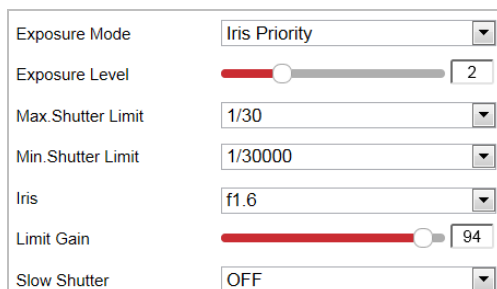 Exposure Mode Iris Priority
Exposure Level 2
Max.Shutter Limit 1/30
Min.Shutter Limit 1/30000
Iris f1.6
Limit Gain 94
Slow Shutter OFF